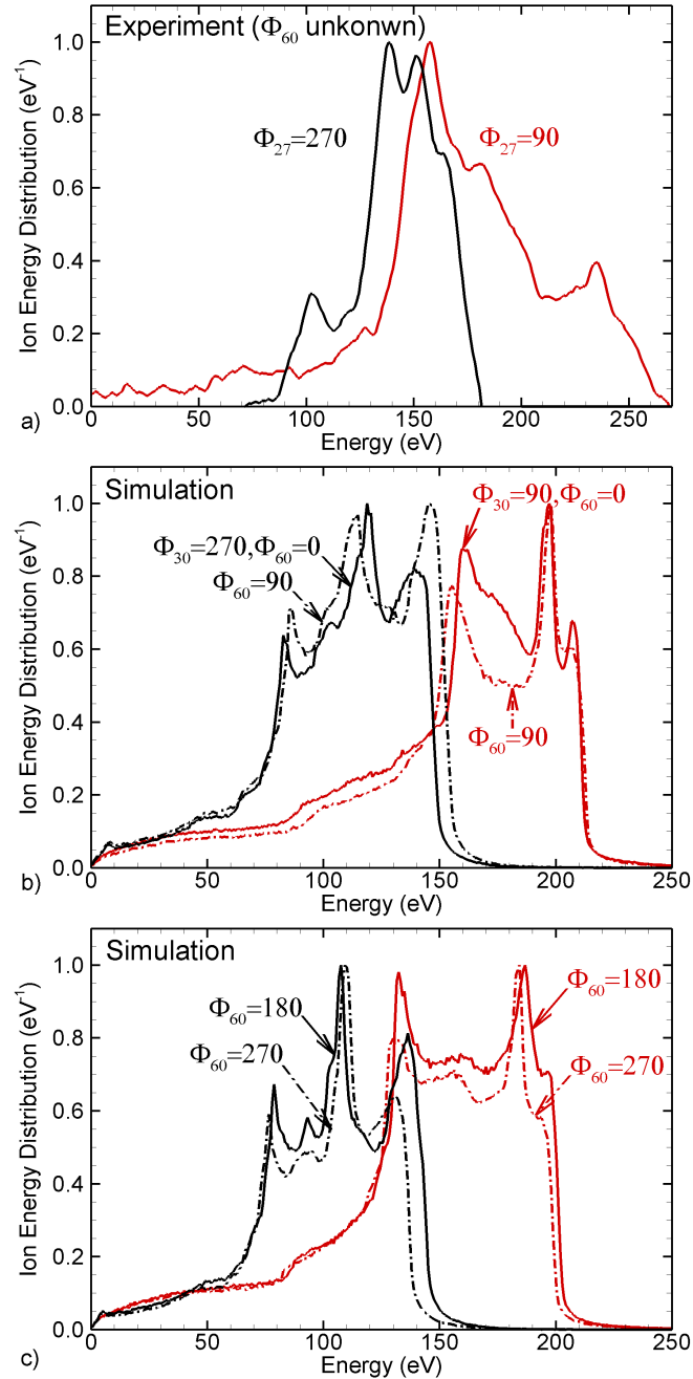 Experiment (Φ60 unkonwn)
Ion Energy Distribution (eV-1)
1.0
0.8
0.6
0.4
0.2
0.0
Φ27=270
Φ27=90
0 50 100 150 200 250
Energy (eV)
a)
Simulation
Ion Energy Distribution (eV-1)
1.0
0.8
0.6
0.4
0.2
0.0
Φ30=90,Φ60=0
Φ30=270,Φ60=0
Φ60=90
Φ60=90
0 50 100 150 200 250
Energy (eV)
b)
Simulation
Ion Energy Distribution (eV-1)
1.0
0.8
0.6
0.4
0.2
0.0
Φ60=180
Φ60=180
Φ60=270
Φ60=270
0 50 100 150 200 250
Energy (eV)
c)